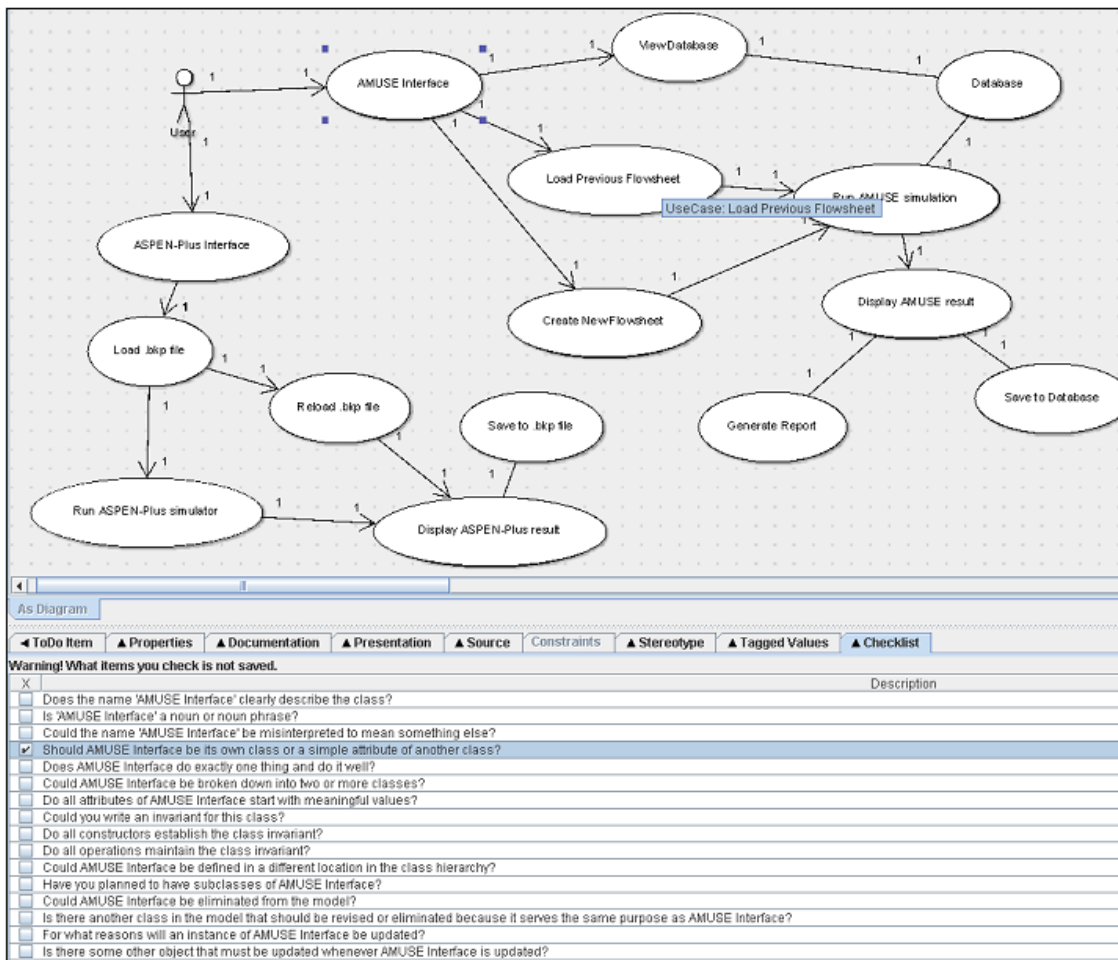 ViewDatabase
AMUSE Interface
Database
User
1
1
1
1
1
1
1
1
1
Load Previous Flowsheet
1
1
Run AMUSE simulation
UseCase: Load Previous Flowsheet
1
1
1
1
ASPEN-Plus Interface
1
1
1
1
Display AMUSE result
Create NewFlowsheet
1
Load .bkp file
1
1
1
1
1
Reload .bkp file
Save to .bkp file
Save to Database
Generate Report
1
1
1
1
1
Run ASPEN-Plus simulator
1
1
Display ASPEN-Plus result
As Diagram
ToDo Item
Properties
Documentation
Presentation
Source
Constraints
Stereotype
Tagged Values
Checklist
Warning! What items you check is not saved.
X Description
Does the name 'AMUSE Interface' clearly describe the class?
Is 'AMUSE Interface' a noun or noun phrase?
Could the name 'AMUSE Interface' be misinterpreted to mean something else?
Should AMUSE Interface be its own class or a simple attribute of another class?
Does AMUSE Interface do exactly one thing and do it well?
Could AMUSE Interface be broken down into two or more classes?
Do all attributes of AMUSE Interface start with meaningful values?
Could you write an invariant for this class?
Do all constructors establish the class invariant?
Do all operations maintain the class invariant?
Could AMUSE Interface be defined in a different location in the class hierarchy?
Have you planned to have subclasses of AMUSE Interface?
Could AMUSE Interface be eliminated from the model?
Is there another class in the model that should be revised or eliminated because it serves the same purpose as AMUSE Interface?
For what reasons will an instance of AMUSE Interface be updated?
Is there some other object that must be updated whenever AMUSE Interface is updated?